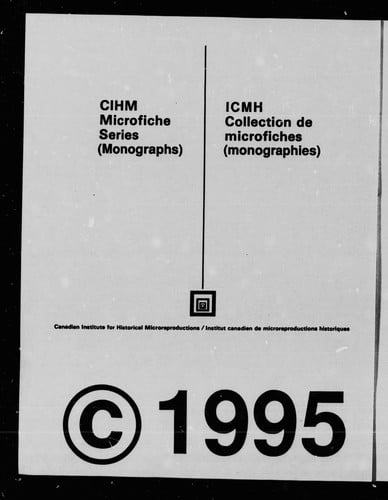 CIHM
Microfiche
Series
(Monographs)
ICMH
Collection de
microfiches
(monographies)
Canadian Institute for Historical Microreproductions / Institut canadien de microreproductions historiques
© 1995